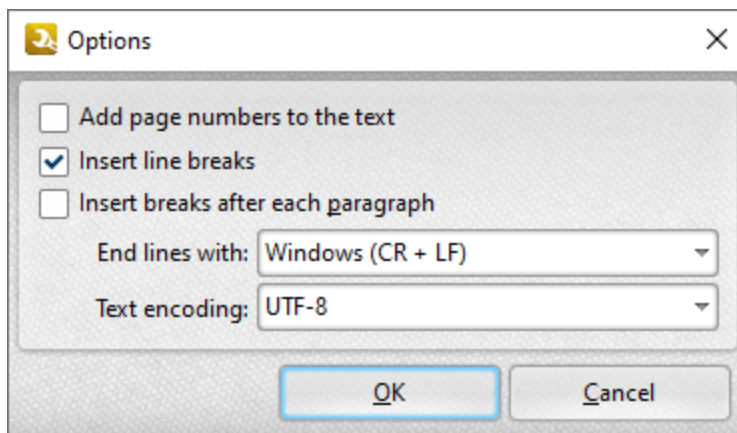 Options
Add page numbers to the text
Insert line breaks
Insert breaks after each paragraph
End lines with: Windows (CR + LF)
Text encoding: UTF-8
OK Cancel